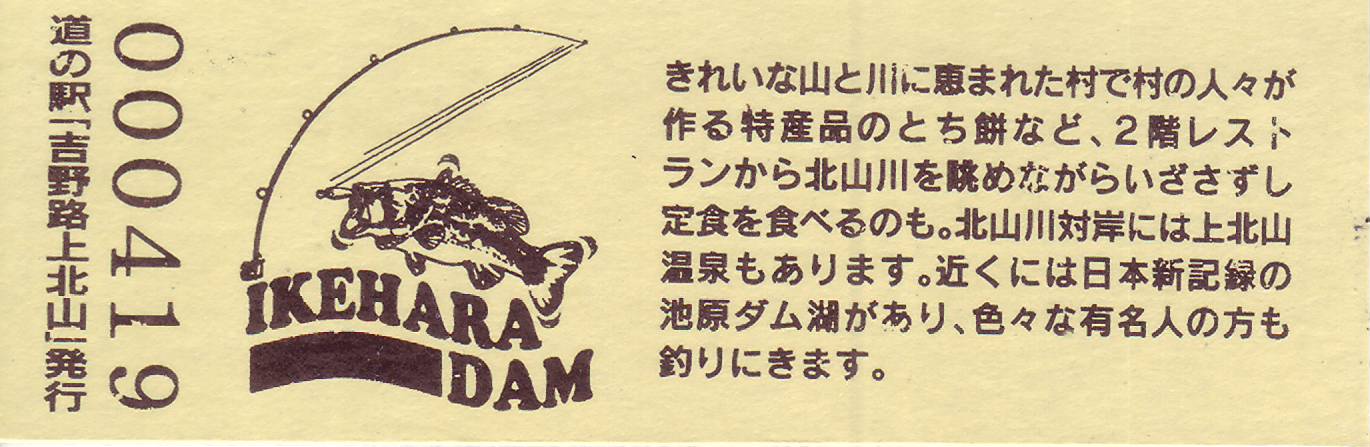 道の駅「吉野路上北山」発行
000419
IKEHARA
DAM
きれいな山と川に恵まれた村で村の人々が
作る特産品のとち餅など、2階レスト
ランから北山川を眺めながらいざさずし
定食を食べるのも。北山川対岸には上北山
温泉もあります。近くには日本新記録の
池原ダム湖があり、色々な有名人の方も
釣りにきます。